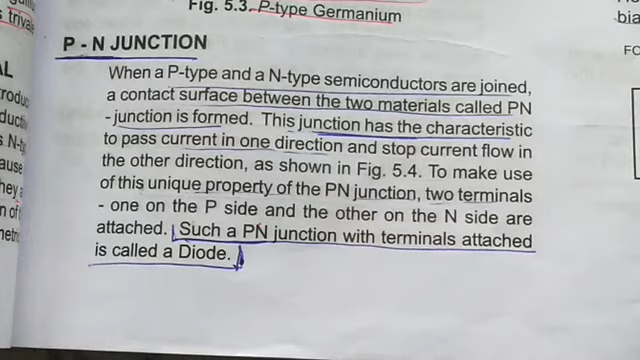 Fig. 5.3. P-type Germanium
P - N JUNCTION
When a P-type and a N-type semiconductors are joined,
a contact surface between the two materials called PN
- junction is formed. This junction has the characteristic
to pass current in one direction and stop current flow in
the other direction, as shown in Fig. 5.4. To make use
of this unique property of the PN junction, two terminals
- one on the P side and the other on the N side are
attached. Such a PN junction with terminals attached
is called a Diode.